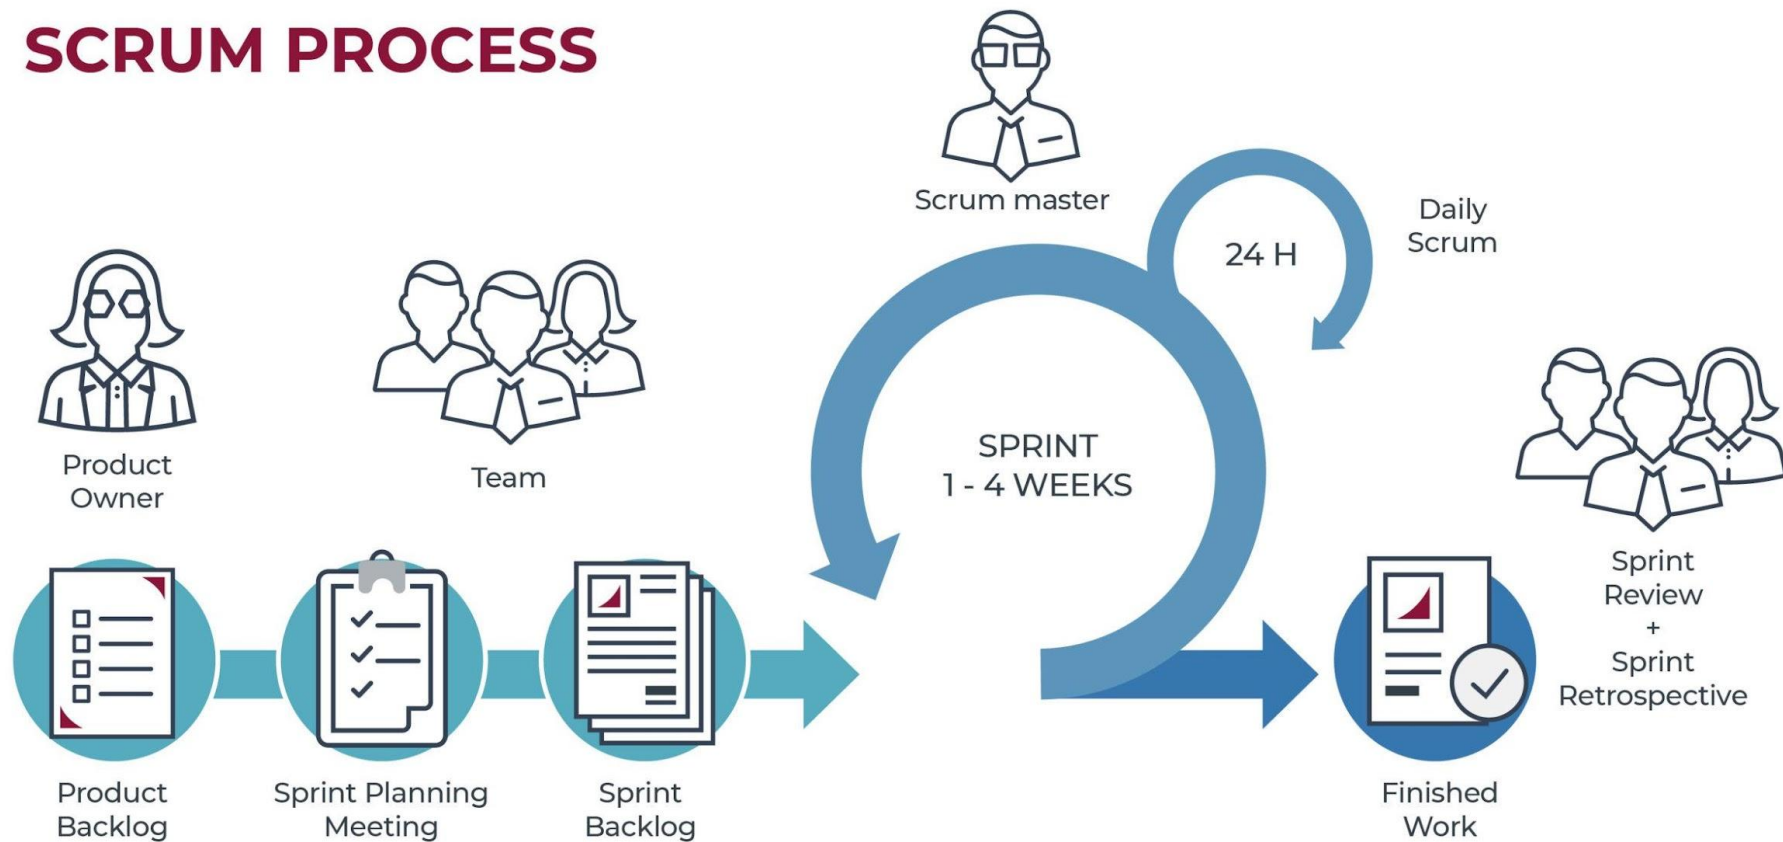 SCRUM PROCESS
Scrum master
Daily
Scrum
24 H
Product
Owner
Team
SPRINT
1 - 4 WEEKS
Sprint
Review
+
Sprint
Retrospective
Product
Backlog
Sprint Planning
Meeting
Sprint
Backlog
Finished
Work